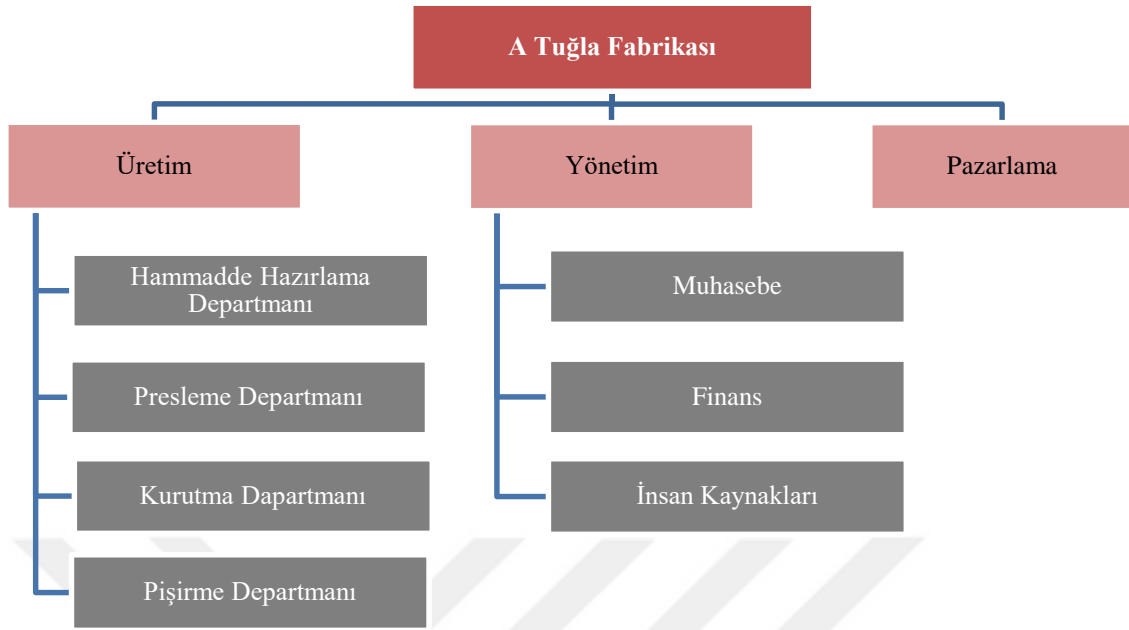 A Tuğla Fabrikası
Üretim
Yönetim
Pazarlama
Hammadde Hazırlama
Departmanı
Presleme Departmanı
Kurutma Dapartmanı
Pişirme Departmanı
Muhasebe
Finans
İnsan Kaynakları